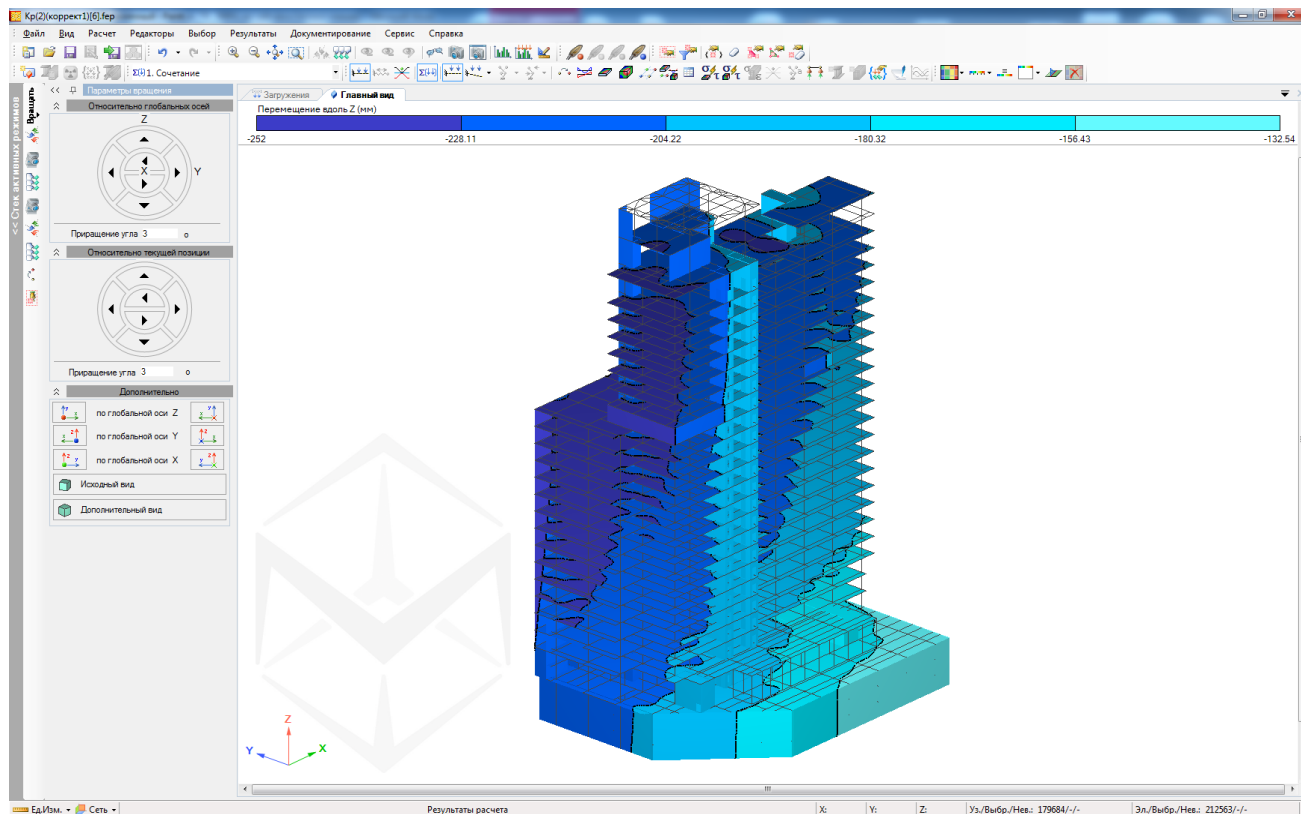 Кр(2)(коррект1)[6].fep
Файл Вид Расчет Редакторы Выбор Результаты Документирование Сервис Справка
Σ(i) 1. Сочетание
<< Стек активных режимов
Вращать
<< Параметры вращения
Загружения Главный вид
Относительно глобальных осей
Перемещение вдоль Z (мм)
-252 -228.11 -204.22 -180.32 -156.43 -132.54
Z
X Y
Приращение угла 3 o
Относительно текущей позиции
Приращение угла 3 o
Дополнительно
по глобальной оси Z
по глобальной оси Y
по глобальной оси X
Исходный вид
Дополнительный вид
Z
Y X
Ед.Изм. Сеть Результаты расчета X: Y: Z: Уз./Выбр./Нев.: 179684/-/- Эл./Выбр./Нев.: 212563/-/-